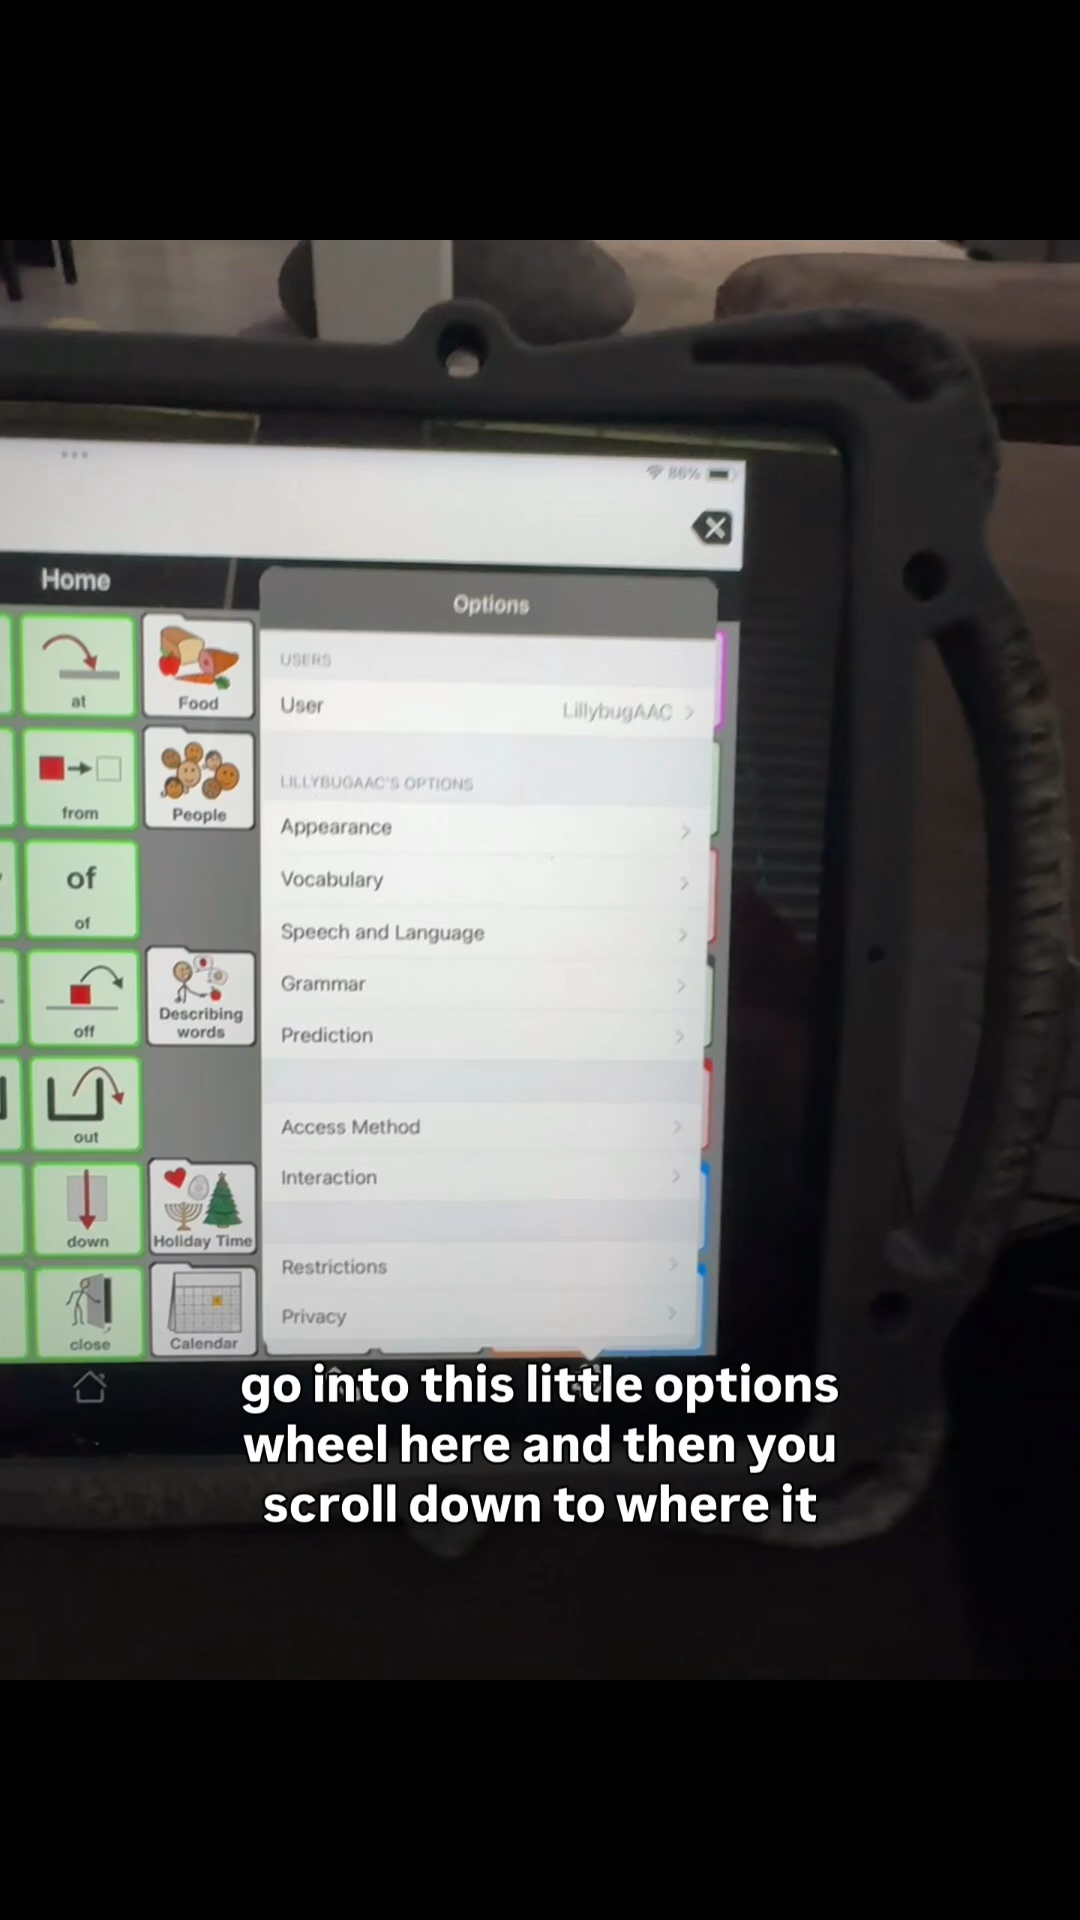 86%
Home
Options
USERS
User LillybugAAC
LILLYBUGAAC'S OPTIONS
Appearance
Vocabulary
Speech and Language
Grammar
Prediction
Access Method
Interaction
Restrictions
Privacy
at
Food
from
People
of
of
off
Describing
words
out
down
Holiday Time
close
Calendar
go into this little options
wheel here and then you
scroll down to where it